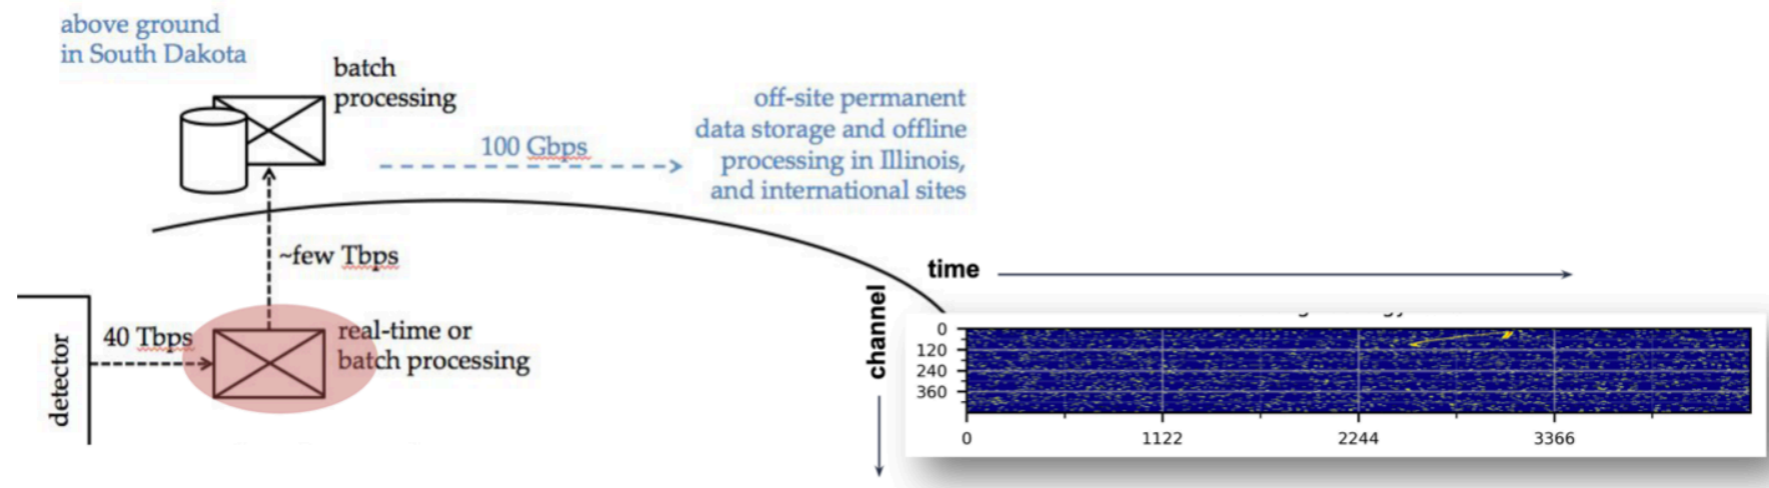 above ground
in South Dakota
batch
processing
100 Gbps
off-site permanent
data storage and offline
processing in Illinois,
and international sites
~few Tbps
detector
40 Tbps
real-time or
batch processing
time
channel
0
120
240
360
0
1122
2244
3366